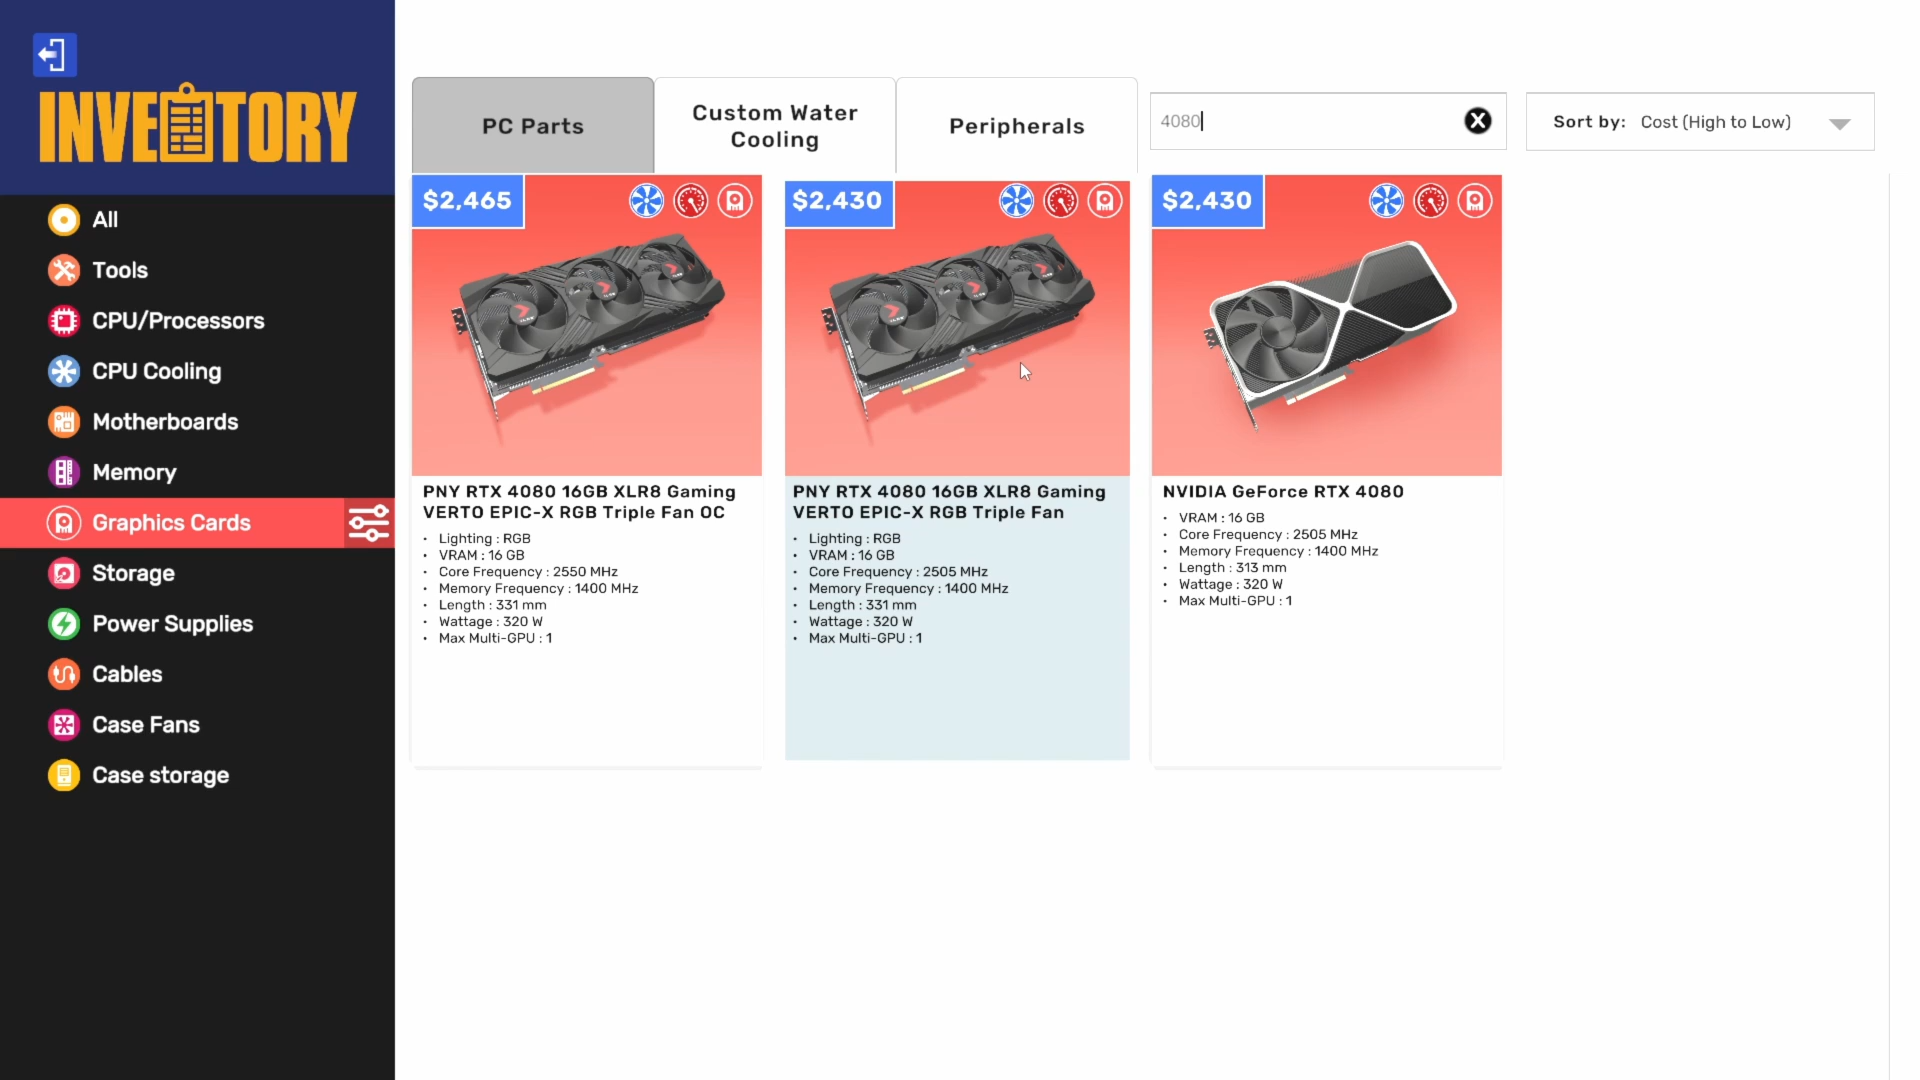 INVENTORY
All
Tools
CPU/Processors
CPU Cooling
Motherboards
Memory
Graphics Cards
Storage
Power Supplies
Cables
Case Fans
Case storage
PC Parts
Custom Water
Cooling
Peripherals
4080
X
Sort by: Cost (High to Low)
$2,465
PNY RTX 4080 16GB XLR8 Gaming
VERTO EPIC-X RGB Triple Fan OC
• Lighting : RGB
• VRAM : 16 GB
• Core Frequency : 2550 MHz
• Memory Frequency : 1400 MHz
• Length : 331 mm
• Wattage : 320 W
• Max Multi-GPU : 1
$2,430
PNY RTX 4080 16GB XLR8 Gaming
VERTO EPIC-X RGB Triple Fan
• Lighting : RGB
• VRAM : 16 GB
• Core Frequency : 2505 MHz
• Memory Frequency : 1400 MHz
• Length : 331 mm
• Wattage : 320 W
• Max Multi-GPU : 1
$2,430
NVIDIA GeForce RTX 4080
• VRAM : 16 GB
• Core Frequency : 2505 MHz
• Memory Frequency : 1400 MHz
• Length : 313 mm
• Wattage : 320 W
• Max Multi-GPU : 1